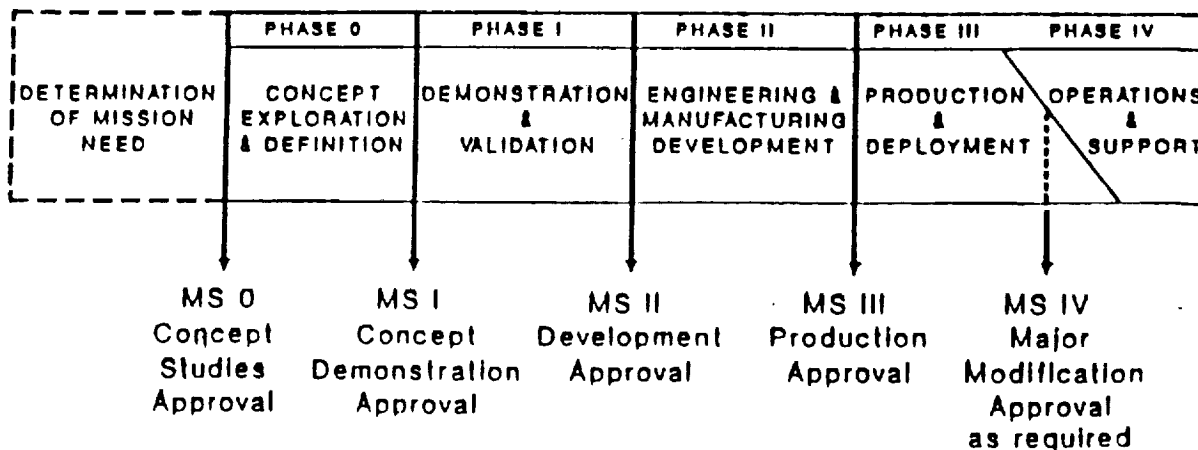 PHASE 0
PHASE I
PHASE II
PHASE III
PHASE IV
DETERMINATION
OF MISSION
NEED
CONCEPT
EXPLORATION
& DEFINITION
DEMONSTRATION
&
VALIDATION
ENGINEERING &
MANUFACTURING
DEVELOPMENT
PRODUCTION
&
DEPLOYMENT
OPERATIONS
&
SUPPORT
MS 0
Concept
Studies
Approval
MS I
Concept
Demonstration
Approval
MS II
Development
Approval
MS III
Production
Approval
MS IV
Major
Modification
Approval
as required